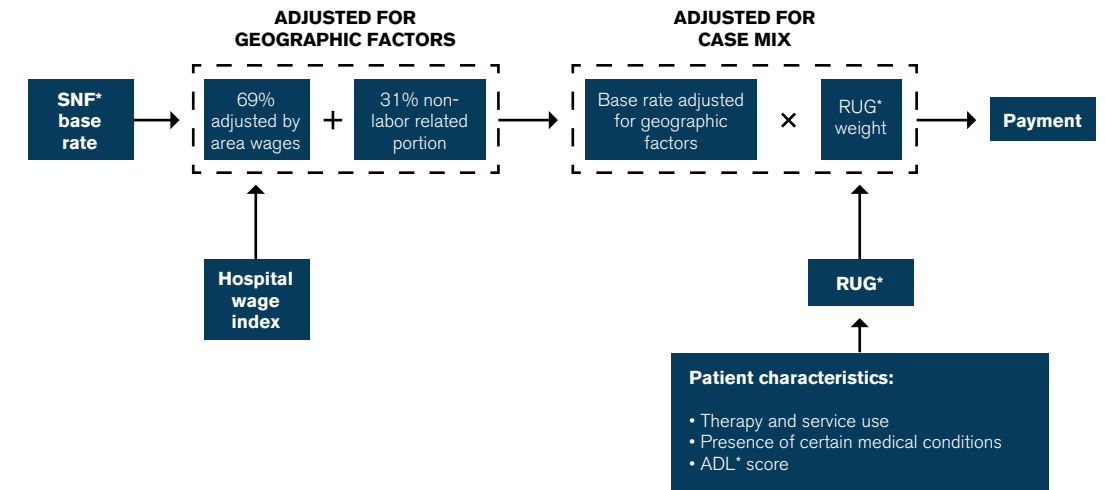 ADJUSTED FOR
GEOGRAPHIC FACTORS
ADJUSTED FOR
CASE MIX
SNF*
base
rate
69%
adjusted by
area wages
+
31% non-
labor related
portion
Base rate adjusted
for geographic
factors
×
RUG*
weight
Payment
Hospital
wage
index
RUG*
Patient characteristics:
• Therapy and service use
• Presence of certain medical conditions
• ADL* score